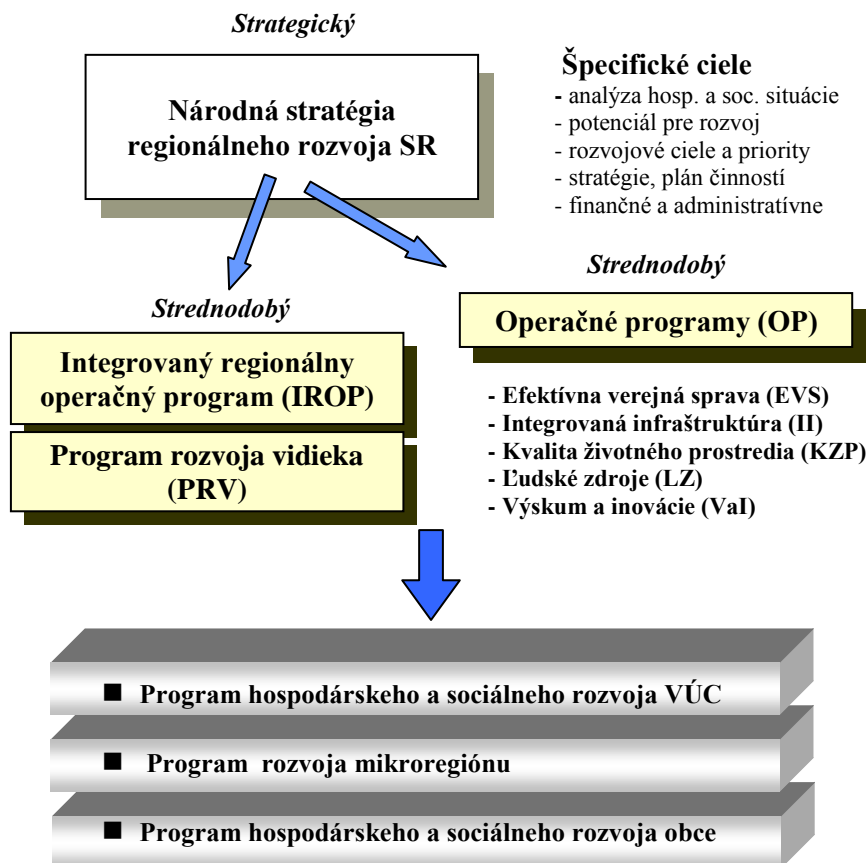 Strategický
Národná stratégia
regionálneho rozvoja SR
Špecifické ciele
- analýza hosp. a soc. situácie
- potenciál pre rozvoj
- rozvojové ciele a priority
- stratégie, plán činností
- finančné a administratívne
Strednodobý
Integrovaný regionálny
operačný program (IROP)
Program rozvoja vidieka
(PRV)
Strednodobý
Operačné programy (OP)
- Efektívna verejná sprava (EVS)
- Integrovaná infraštruktúra (II)
- Kvalita životného prostredia (KZP)
- Ľudské zdroje (LZ)
- Výskum a inovácie (VaI)
■ Program hospodárskeho a sociálneho rozvoja VÚC
■ Program rozvoja mikroregiónu
■ Program hospodárskeho a sociálneho rozvoja obce